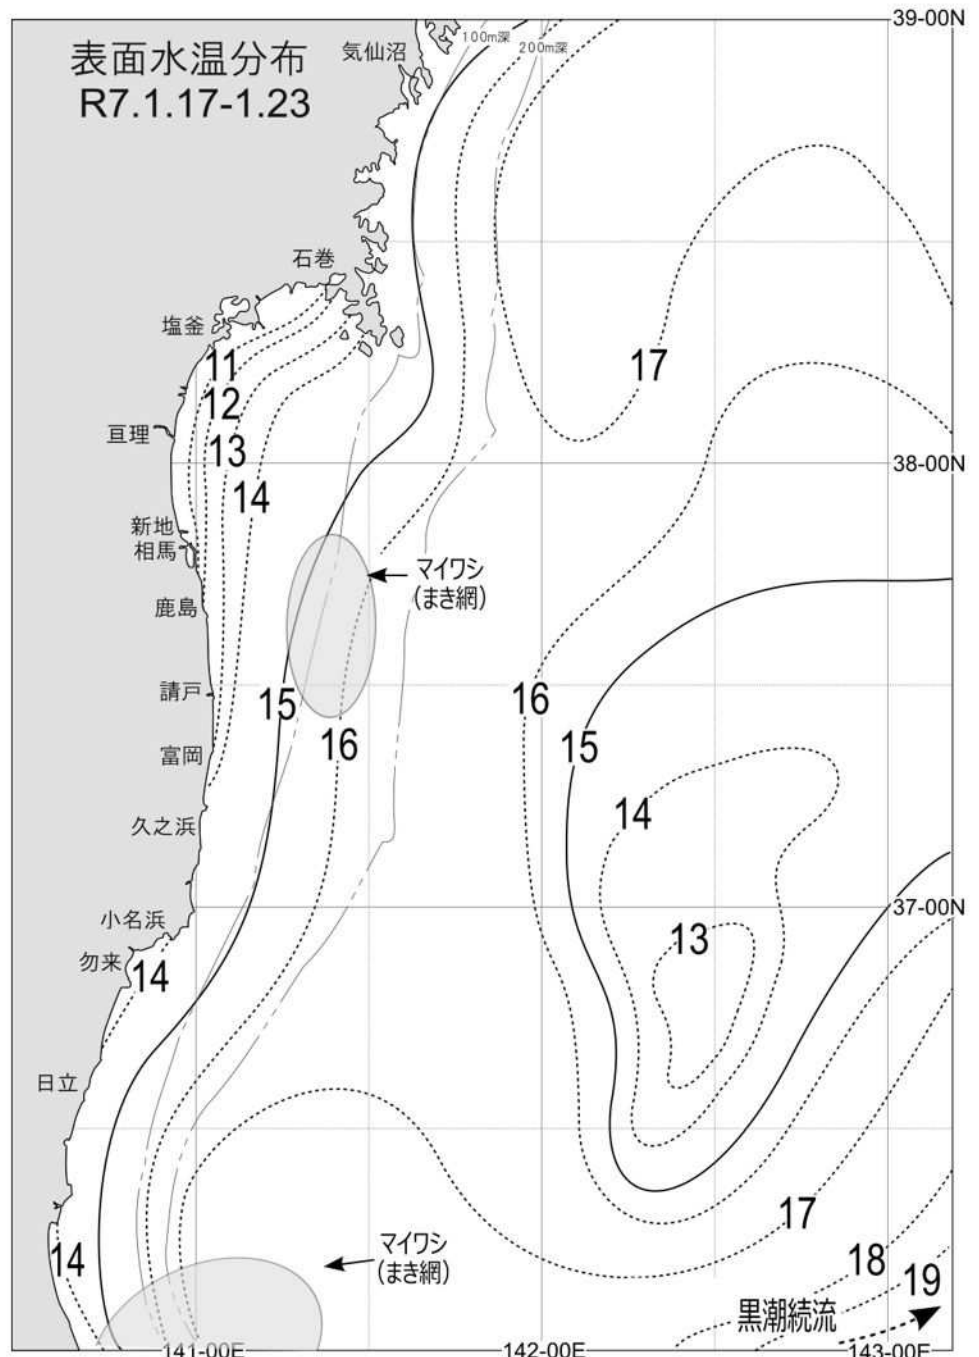 39-00N
表面水温分布
R7.1.17-1.23
気仙沼
100m深
200m深
石巻
塩釜
11
17
12
亘理
13
38-00N
14
新地
相馬
マイワシ
(まき網)
鹿島
請戸
15
16
16
15
富岡
14
久之浜
37-00N
小名浜
13
勿来
14
日立
17
マイワシ
(まき網)
14
18
19
黒潮続流
141-00E
142-00E
143-00E